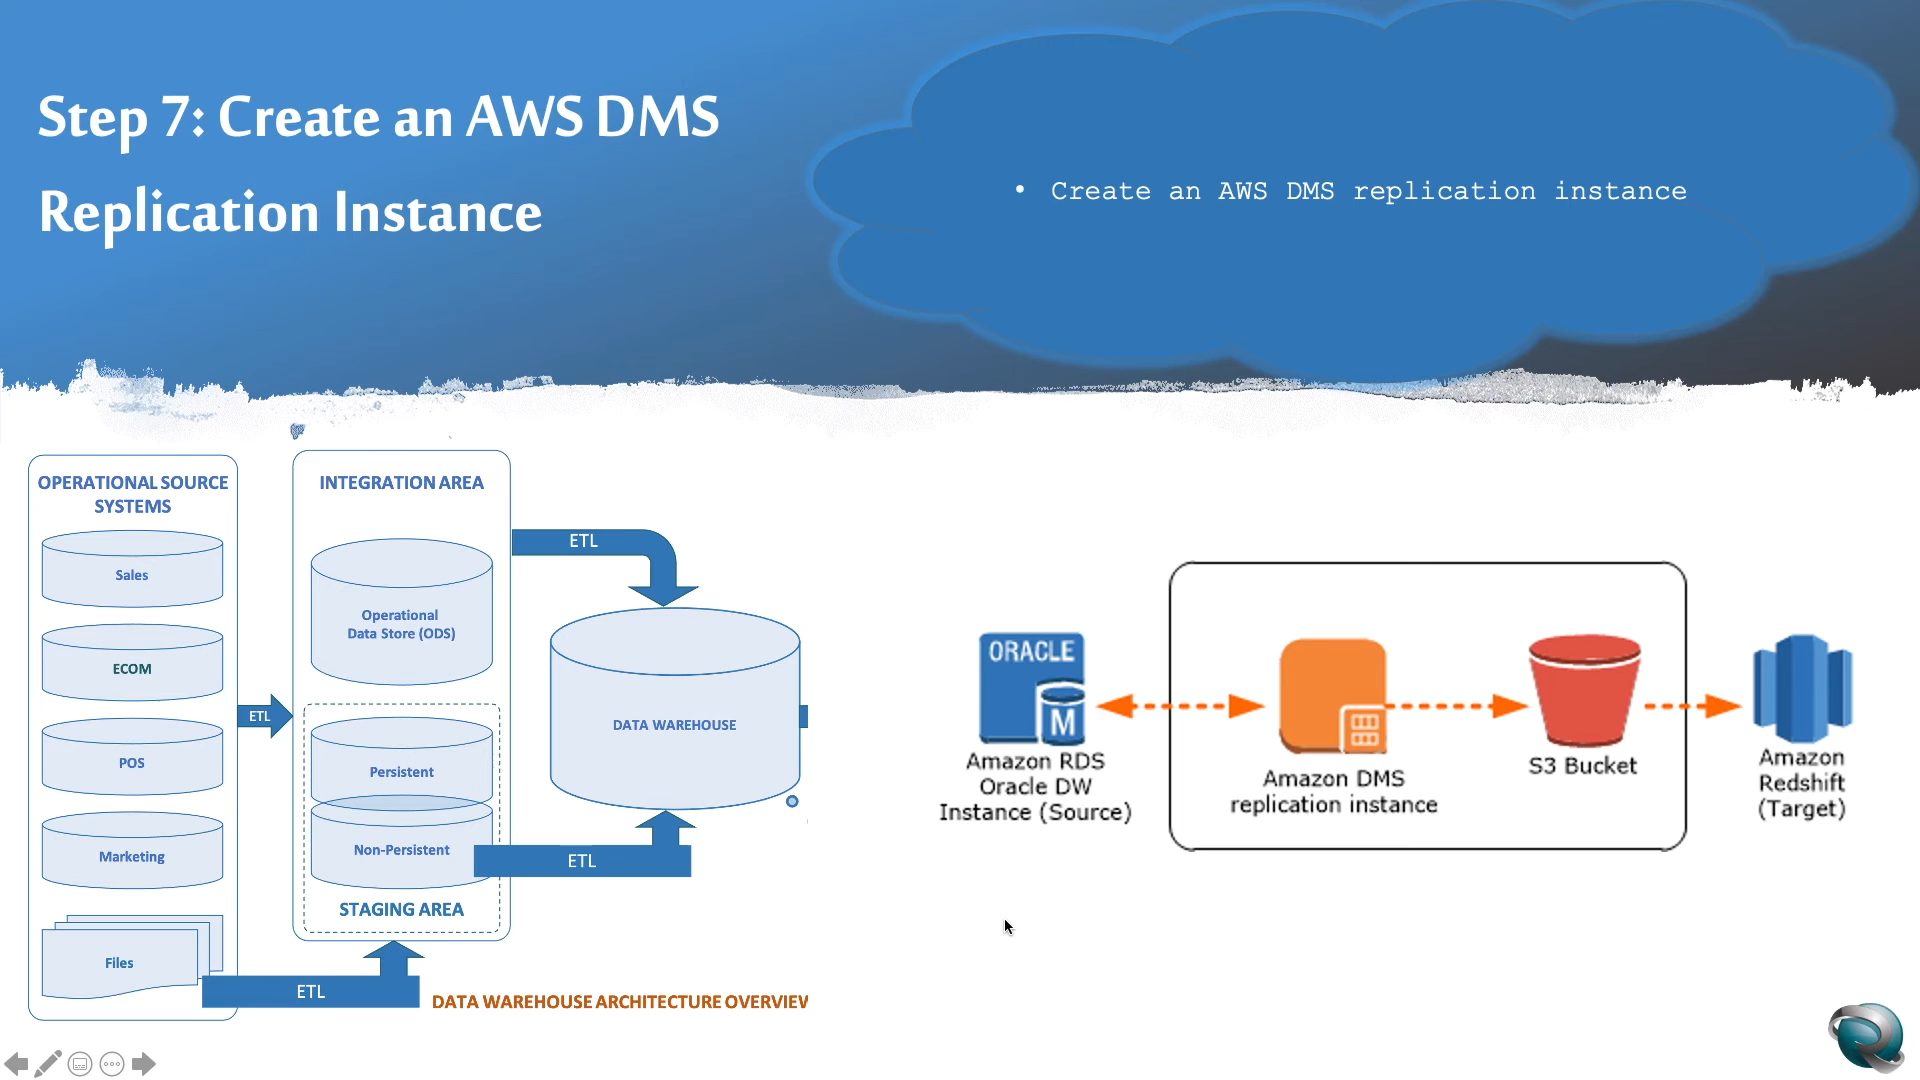 Step 7: Create an AWS DMS
Replication Instance
• Create an AWS DMS replication instance
OPERATIONAL SOURCE
SYSTEMS
Sales
ECOM
POS
Marketing
Files
ETL
ETL
INTEGRATION AREA
Operational
Data Store (ODS)
Persistent
Non-Persistent
STAGING AREA
ETL
ETL
DATA WAREHOUSE
DATA WAREHOUSE ARCHITECTURE OVERVIEW
ORACLE
M
Amazon RDS
Oracle DW
Instance (Source)
Amazon DMS
replication instance
S3 Bucket
Amazon
Redshift
(Target)